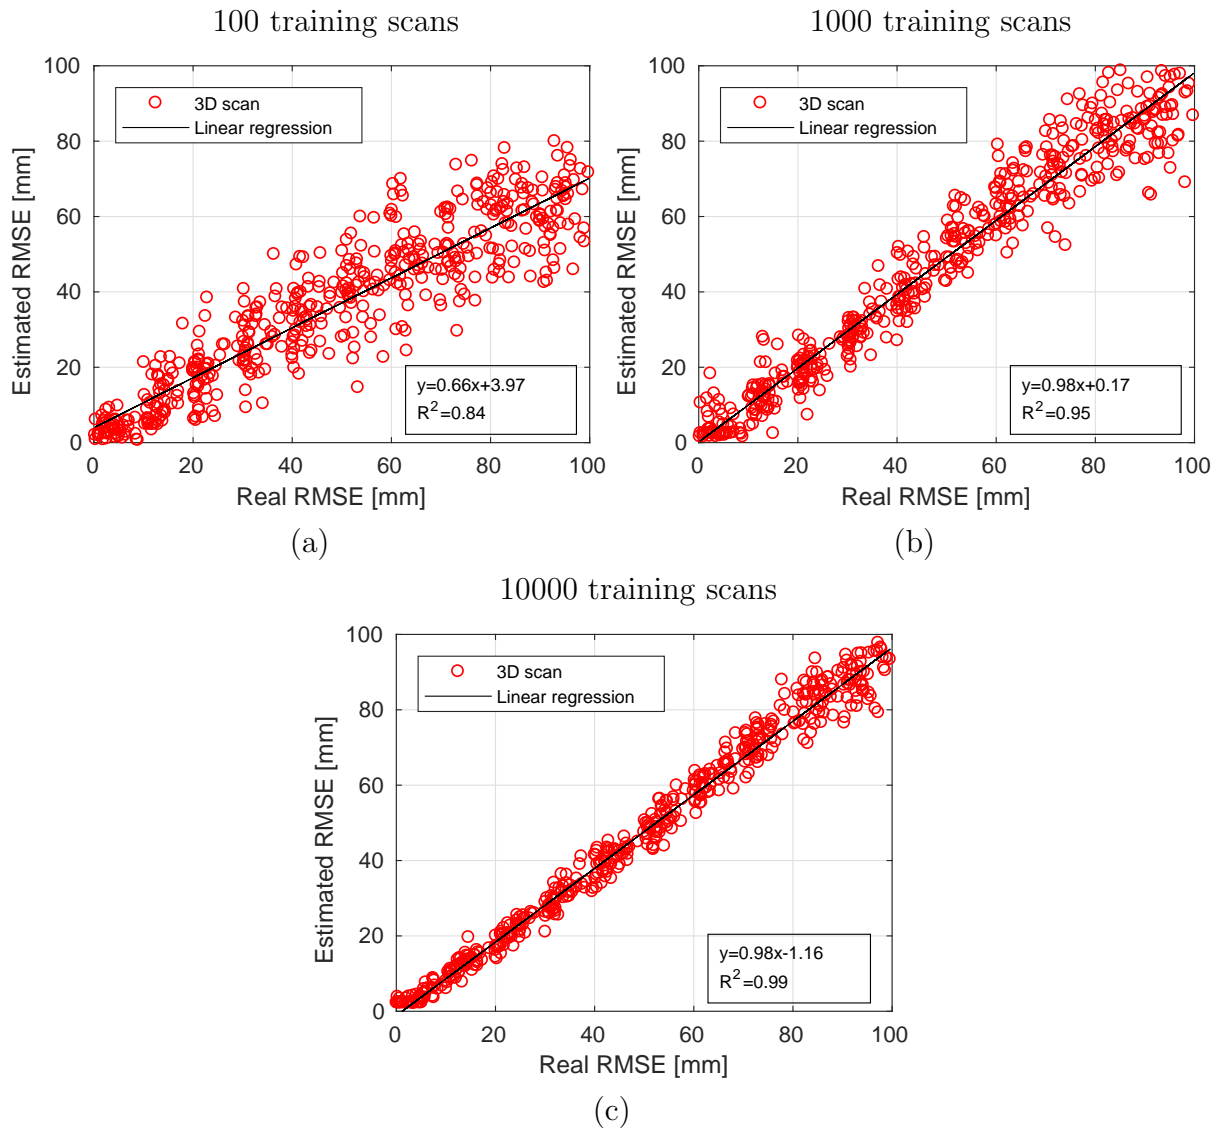 100 training scans
1000 training scans
100
80
60
40
20
0
Estimated RMSE [mm]
3D scan
Linear regression
y=0.66x+3.97
R²=0.84
0 20 40 60 80 100
Real RMSE [mm]
(a)
100
80
60
40
20
0
Estimated RMSE [mm]
3D scan
Linear regression
y=0.98x+0.17
R²=0.95
0 20 40 60 80 100
Real RMSE [mm]
(b)
10000 training scans
100
80
60
40
20
0
Estimated RMSE [mm]
3D scan
Linear regression
y=0.98x-1.16
R²=0.99
0 20 40 60 80 100
Real RMSE [mm]
(c)